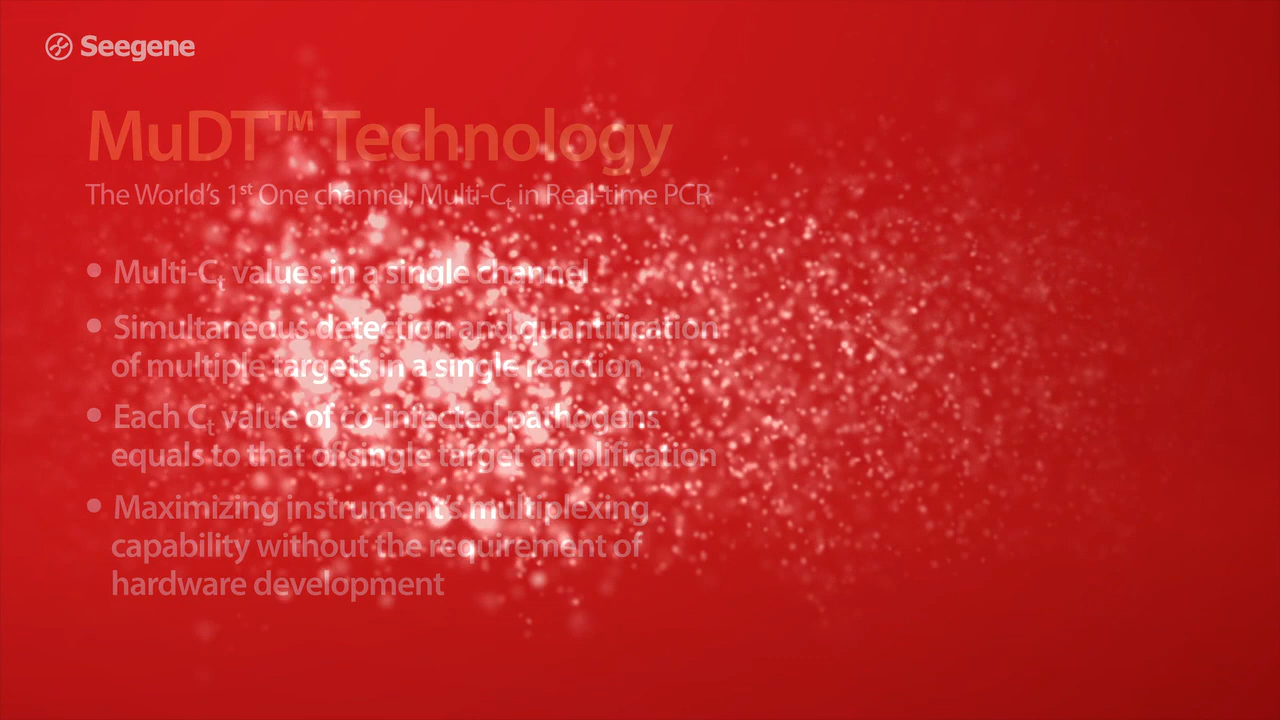 Seegene
MuDT™ Technology
The World's 1st One channel, Multi-Ct in Real-time PCR
• Multi-Ct values in a single channel
• Simultaneous detection and quantification
of multiple targets in a single reaction
• Each Ct value of co-infected pathogens
equals to that of single target amplification
• Maximizing instrument's multiplexing
capability without the requirement of
hardware development